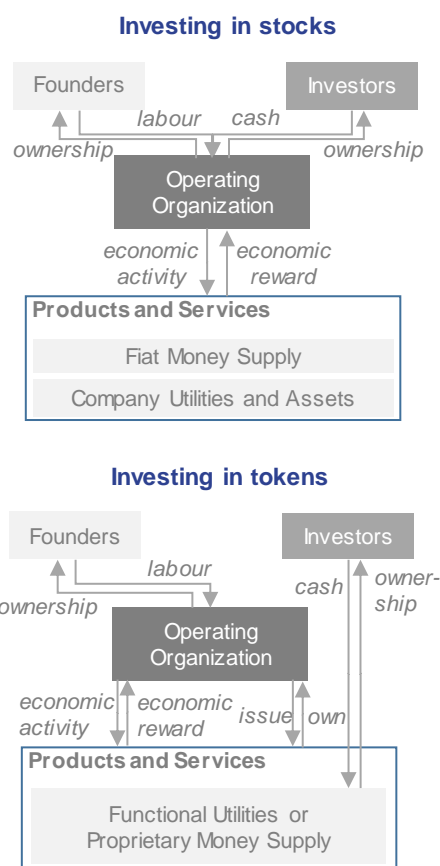 Investing in stocks
Founders
Investors
labour
cash
ownership
ownership
Operating
Organization
economic
activity
economic
reward
Products and Services
Fiat Money Supply
Company Utilities and Assets
Investing in tokens
Founders
Investors
labour
cash
owner-
ship
ownership
Operating
Organization
economic
activity
economic
reward
issue
own
Products and Services
Functional Utilities or
Proprietary Money Supply